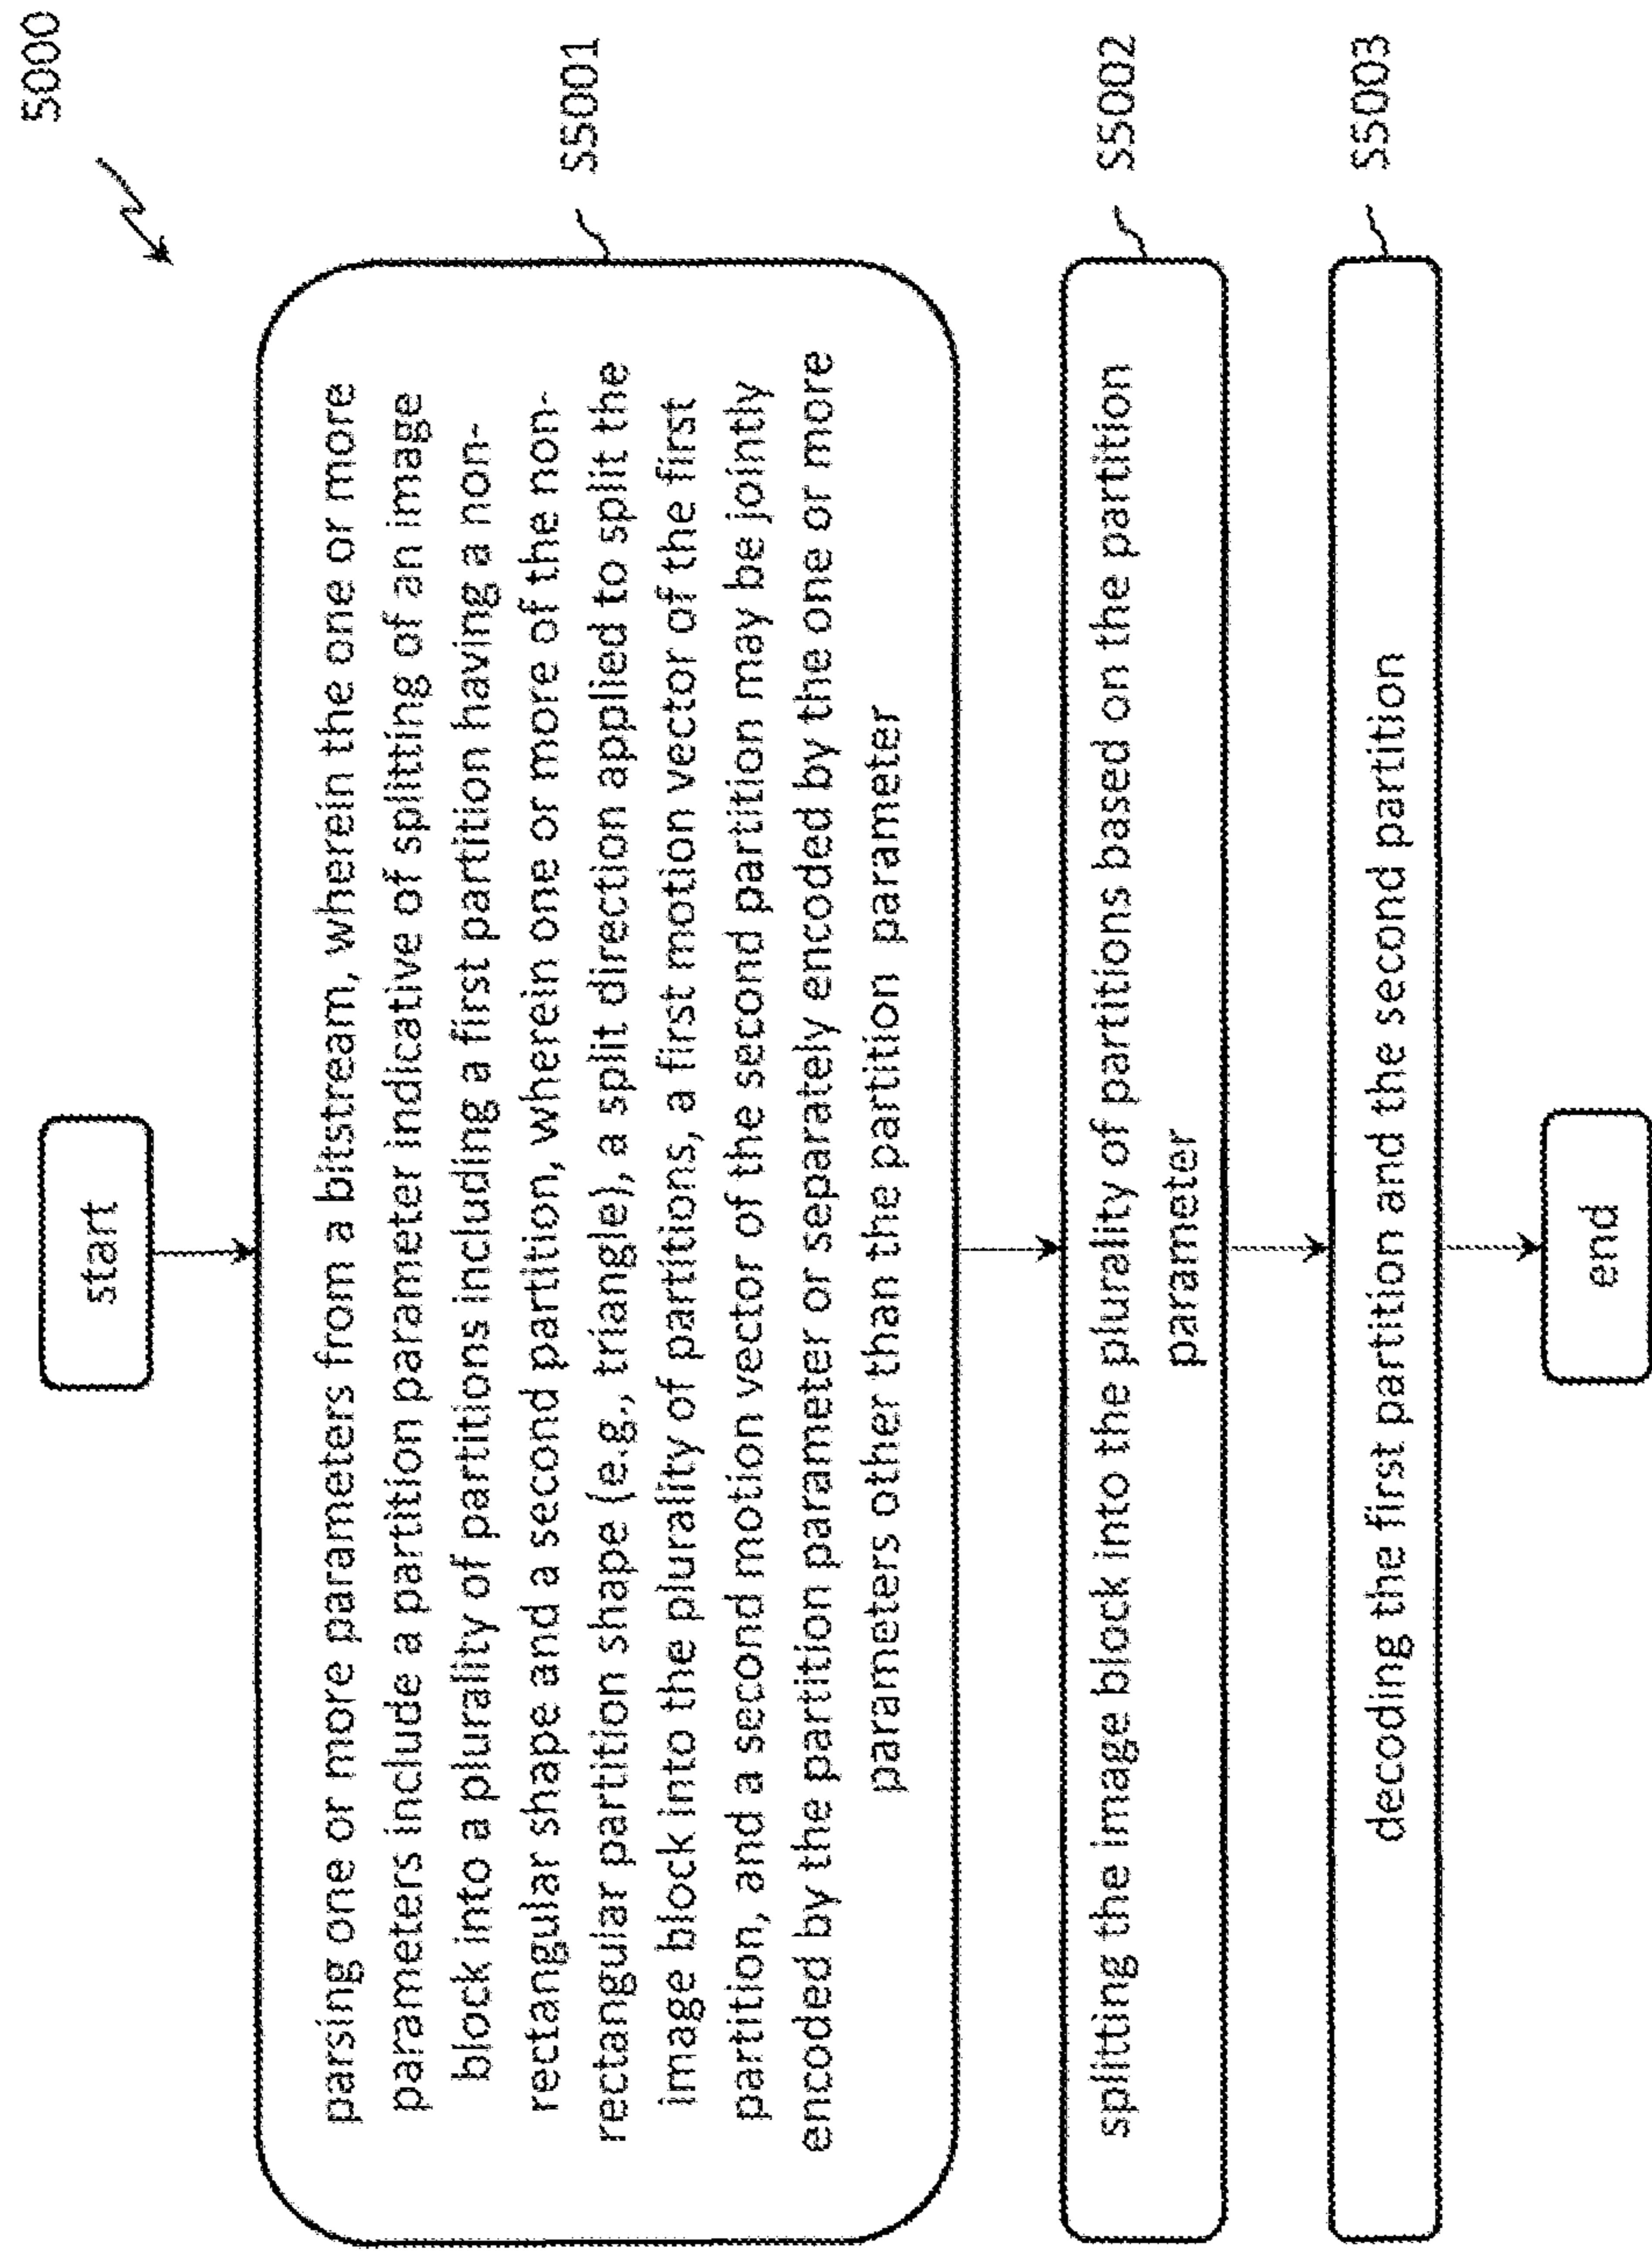 5000
start
parsing one or more parameters from a bitstream, wherein the one or more
parameters include a partition parameter indicative of splitting of an image
block into a plurality of partitions including a first partition having a non-
rectangular shape and a second partition, wherein one or more of the non-
rectangular partition shape (e.g., triangle), a split direction applied to split the
image block into the plurality of partitions, a first motion vector of the first
partition, and a second motion vector of the second partition may be jointly
encoded by the partition parameter or separately encoded by the one or more
parameters other than the partition parameter
S5001
splitting the image block into the plurality of partitions based on the partition
parameter
S5002
decoding the first partition and the second partition
S5003
end